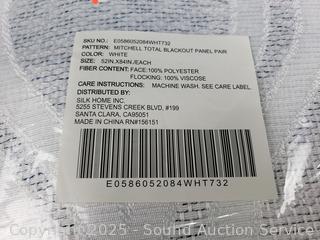 SKU NO.: E0586052084WHT732
PATTERN: MITCHELL TOTAL BLACKOUT PANEL PAIR
COLOR: WHITE
SIZE: 52IN.X84IN./EACH
FIBER CONTENT: FACE:100% POLYESTER
FLOCKING: 100% VISCOSE
CARE INSTRUCTIONS: MACHINE WASH. SEE CARE LABEL.
DISTRIBUTED BY:
SILK HOME INC.
5255 STEVENS CREEK BLVD, #199
SANTA CLARA, CA95051
MADE IN CHINA RN#156151
E0586052084WHT732
Copyright ©2025 - Sound Auction Service